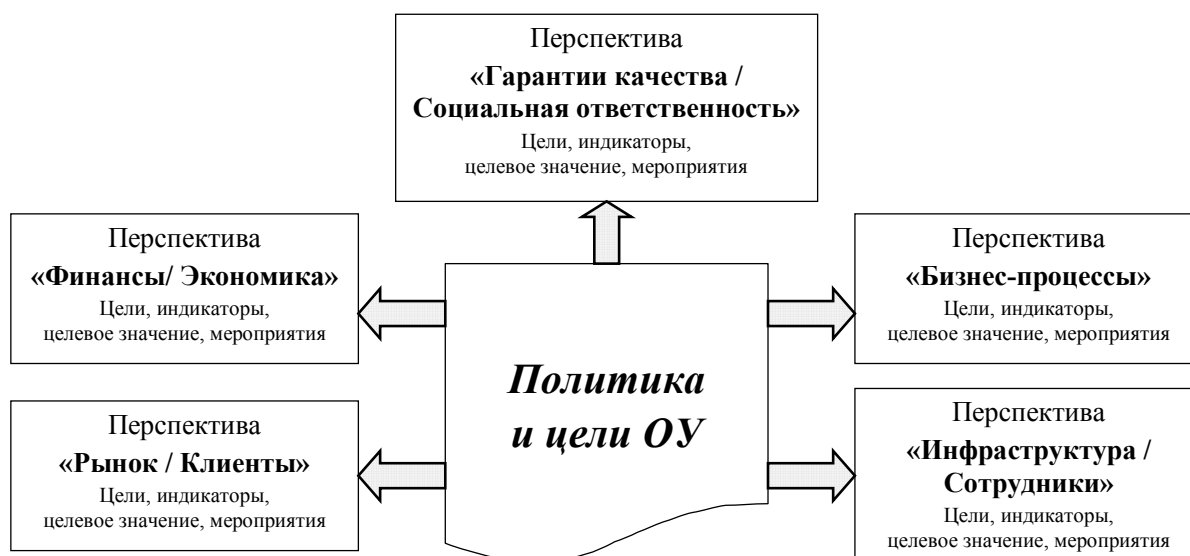 Перспектива
«Гарантии качества /
Социальная ответственность»
Цели, индикаторы,
целевое значение, мероприятия
Перспектива
«Финансы/ Экономика»
Цели, индикаторы,
целевое значение, мероприятия
Перспектива
«Бизнес-процессы»
Цели, индикаторы,
целевое значение, мероприятия
Политика
и цели ОУ
Перспектива
«Рынок / Клиенты»
Цели, индикаторы,
целевое значение, мероприятия
Перспектива
«Инфраструктура /
Сотрудники»
Цели, индикаторы,
целевое значение, мероприятия